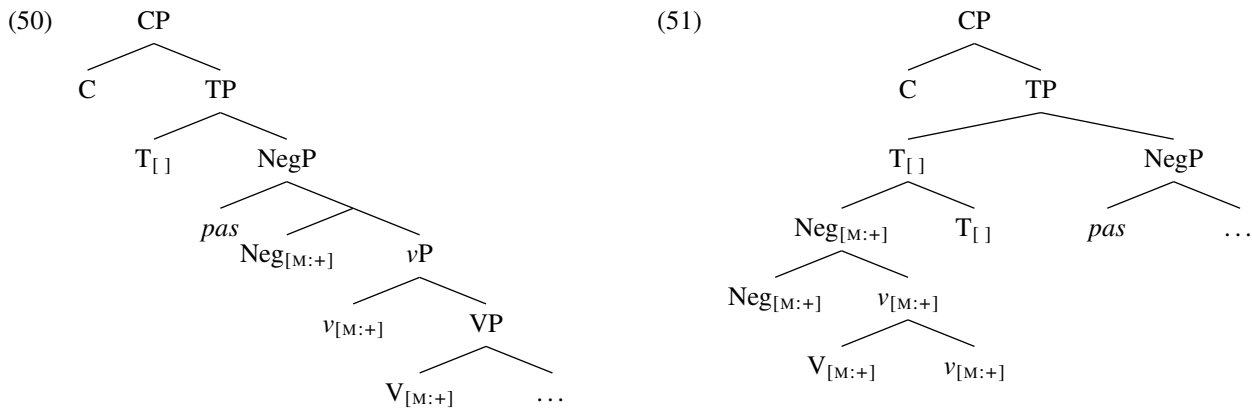 (50) CP (51) CP
C TP C TP
T[ ] NegP T[ ] NegP
pas Neg[M:+] vP Neg[M:+] T[ ] pas ...
v[M:+] VP Neg[M:+] v[M:+]
V[M:+] ... V[M:+] v[M:+]